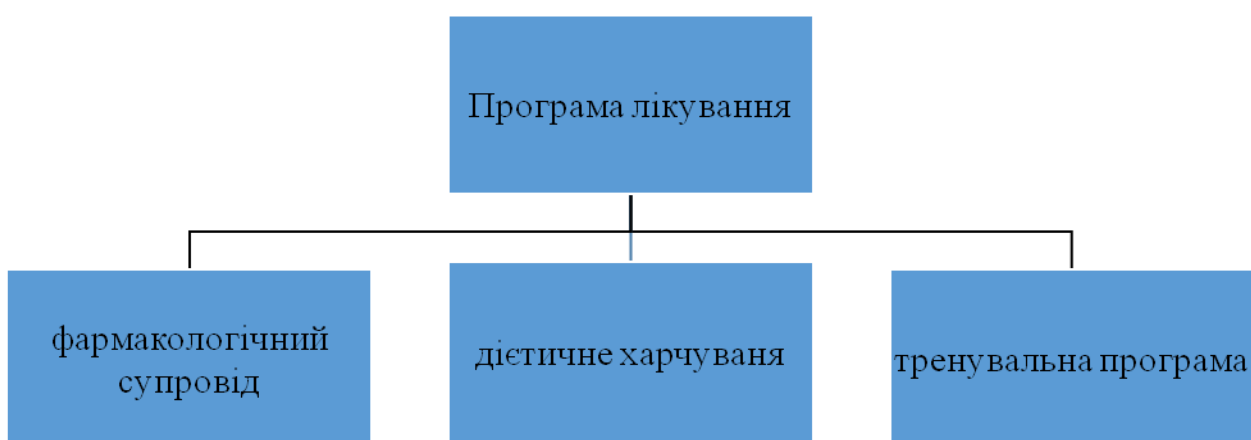 Програма лікування
фармакологічний
супровід
дієтичне харчуваня
тренувальна програма